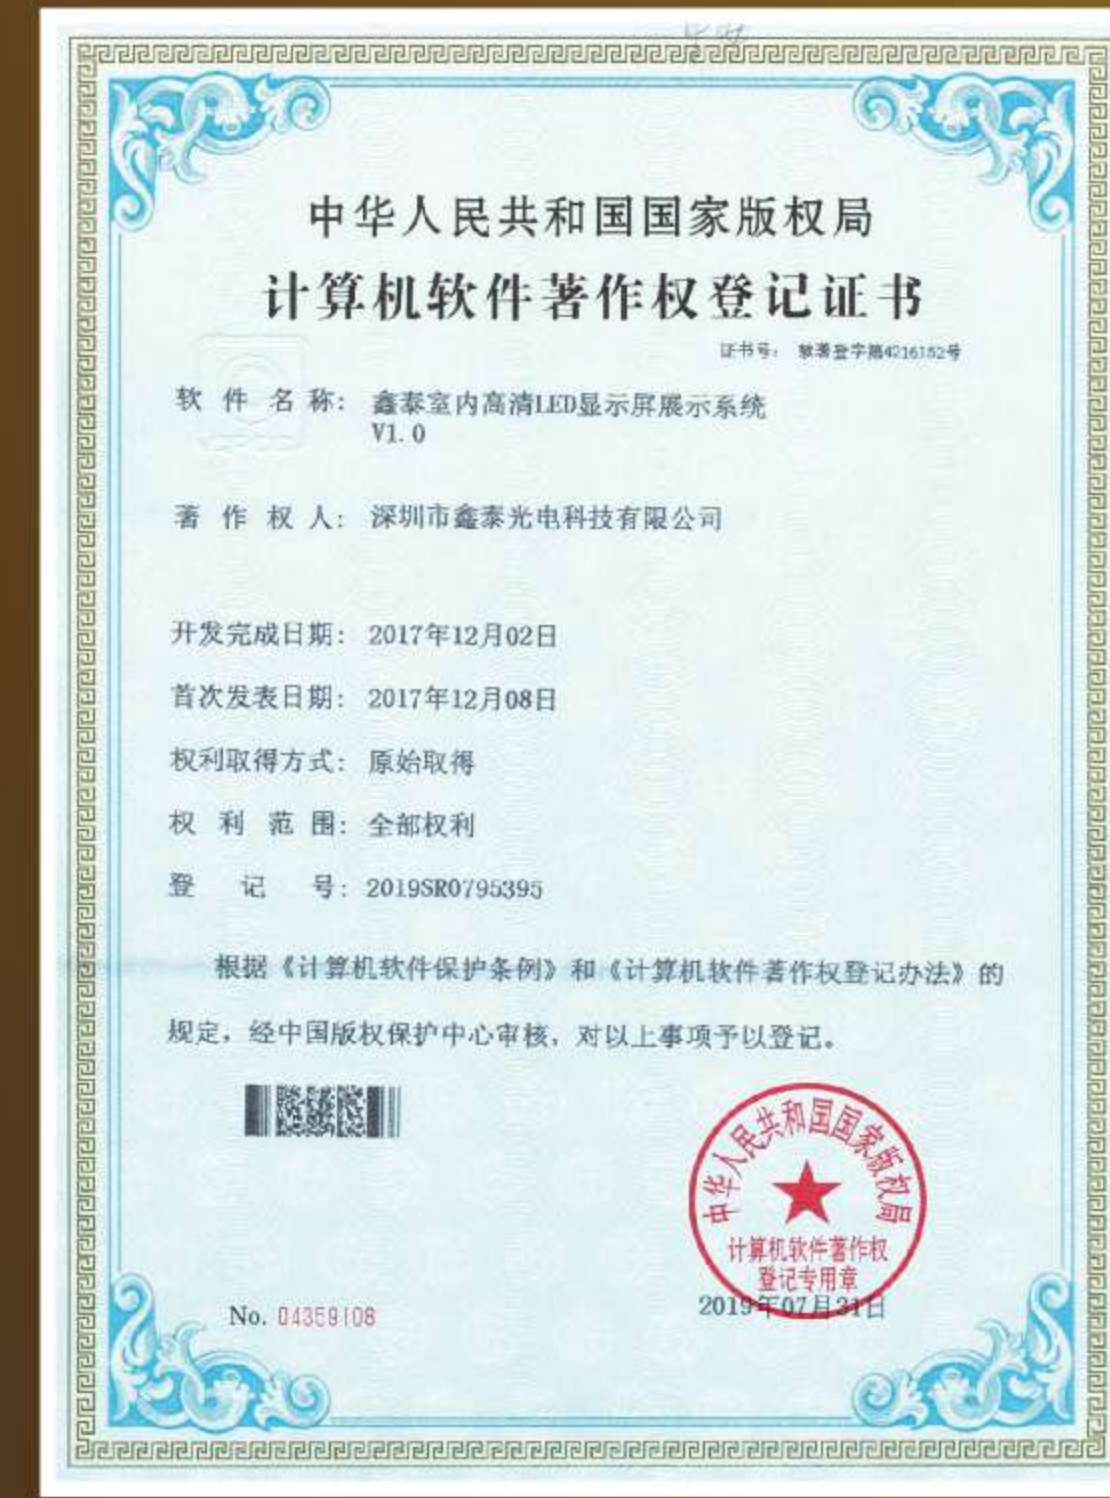 中华人民共和国国家版权局
计算机软件著作权登记证书
证书号： 软著登字第4216152号
软件名称： 鑫泰室内高清LED显示屏展示系统
V1.0
著作权人： 深圳市鑫泰光电科技有限公司
开发完成日期： 2017年12月02日
首次发表日期： 2017年12月08日
权利取得方式： 原始取得
权利范围： 全部权利
登记号： 2019SR0795395
根据《计算机软件保护条例》和《计算机软件著作权登记办法》的
规定，经中国版权保护中心审核，对以上事项予以登记。
中华人民共和国国家版权局
计算机软件著作权
登记专用章
No. 04359108
2019年07月31日